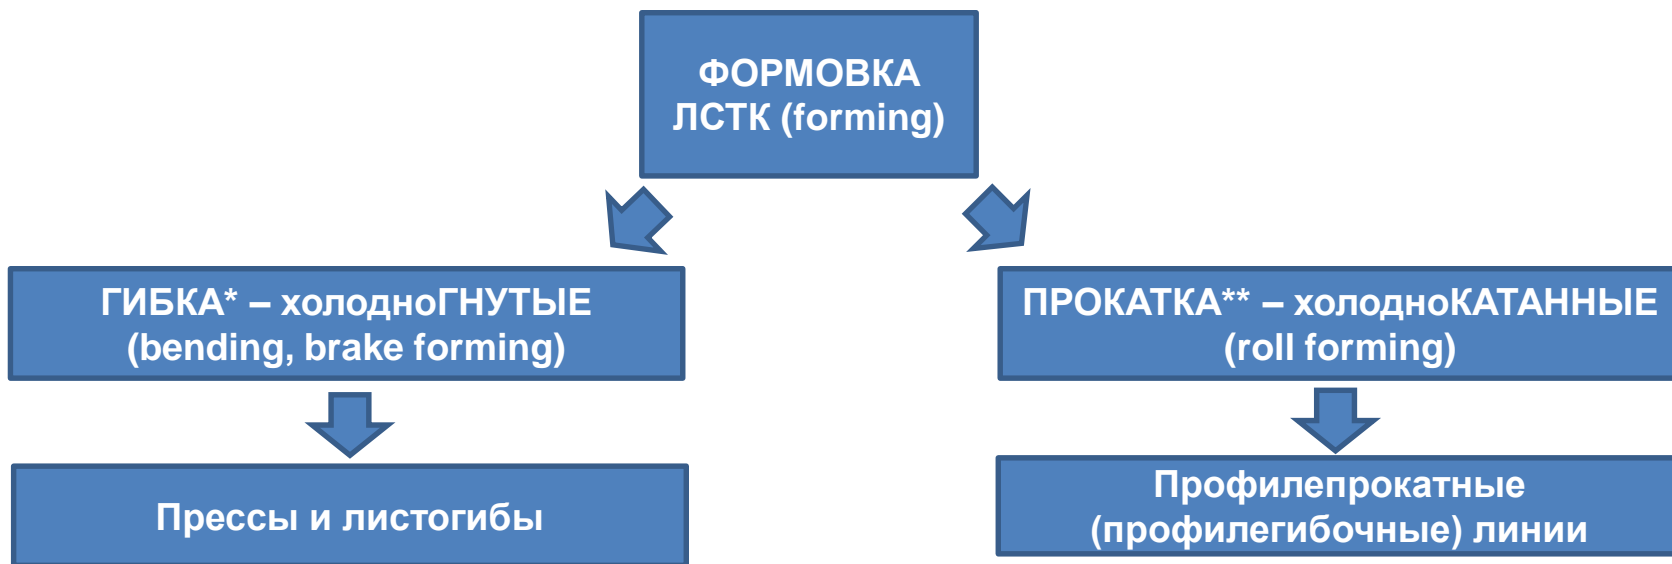 ФОРМОВКА
ЛСТК (forming)
ГИБКА* – холодноГНУТЫЕ
(bending, brake forming)
ПРОКАТКА** – холодноКАТАННЫЕ
(roll forming)
Прессы и листогибы
Профилепрокатные
(профилегибочные) линии